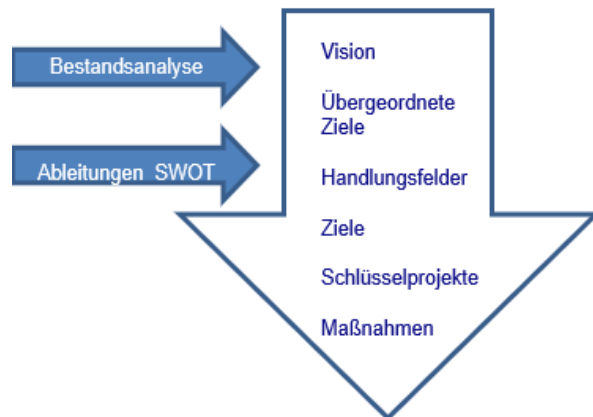 Bestandsanalyse
Ableitungen SWOT
Vision
Übergeordnete
Ziele
Handlungsfelder
Ziele
Schlüsselprojekte
Maßnahmen